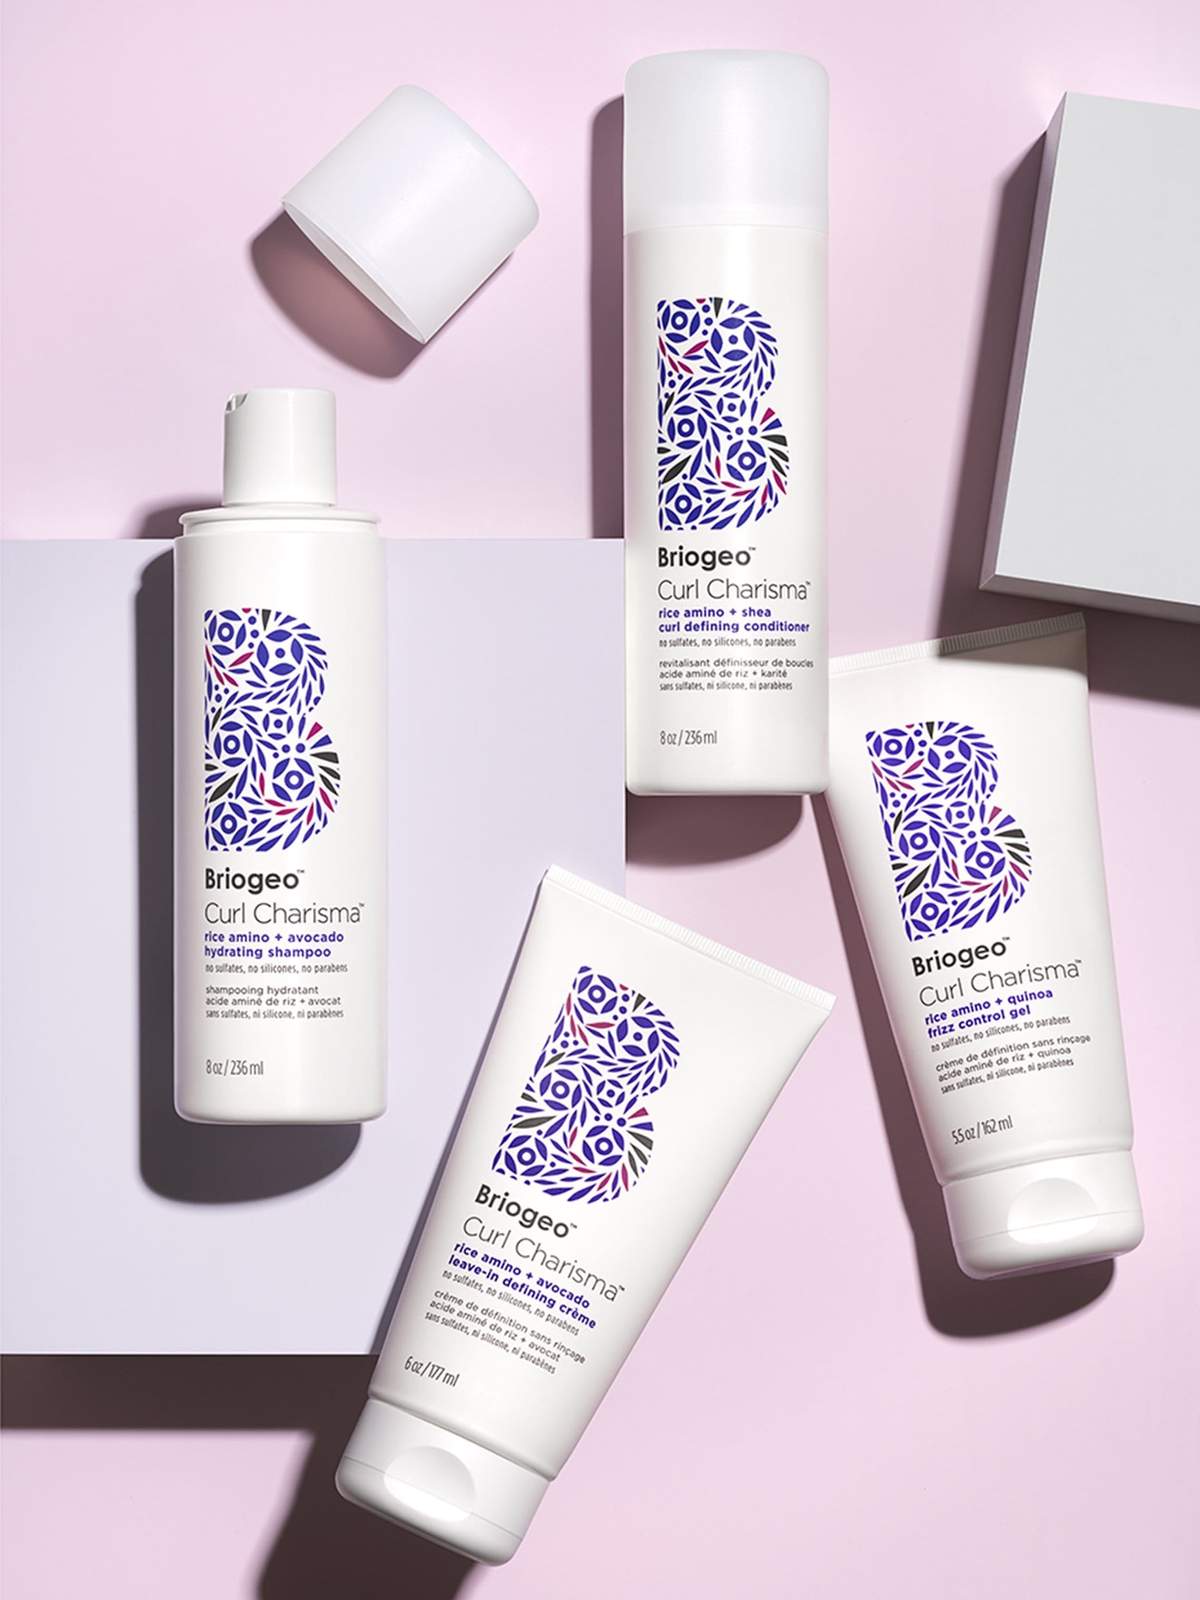 Briogeo™
Curl Charisma™
rice amino + shea
curl defining conditioner
no sulfates, no silicones, no parabens
revitalisant définisseur de boucles
acide aminé de riz + karité
sans sulfates, ni silicone, ni parabènes
8 oz / 236 ml
Briogeo™
Curl Charisma™
rice amino + avocado
hydrating shampoo
no sulfates, no silicones, no parabens
shampooing hydratant
acide aminé de riz + avocat
sans sulfates, ni silicone, ni parabènes
8 oz / 236 ml
Briogeo™
Curl Charisma™
rice amino + quinoa
frizz control gel
no sulfates, no silicones, no parabens
crème de définition sans rinçage
acide aminé de riz + quinoa
sans sulfates, ni silicone, ni parabènes
5.5 oz / 162 ml
Briogeo™
Curl Charisma™
rice amino + avocado
leave-in defining crème
no sulfates, no silicones, no parabens
crème de définition sans rinçage
acide aminé de riz + avocat
sans sulfates, ni silicone, ni parabènes
6 oz / 177 ml